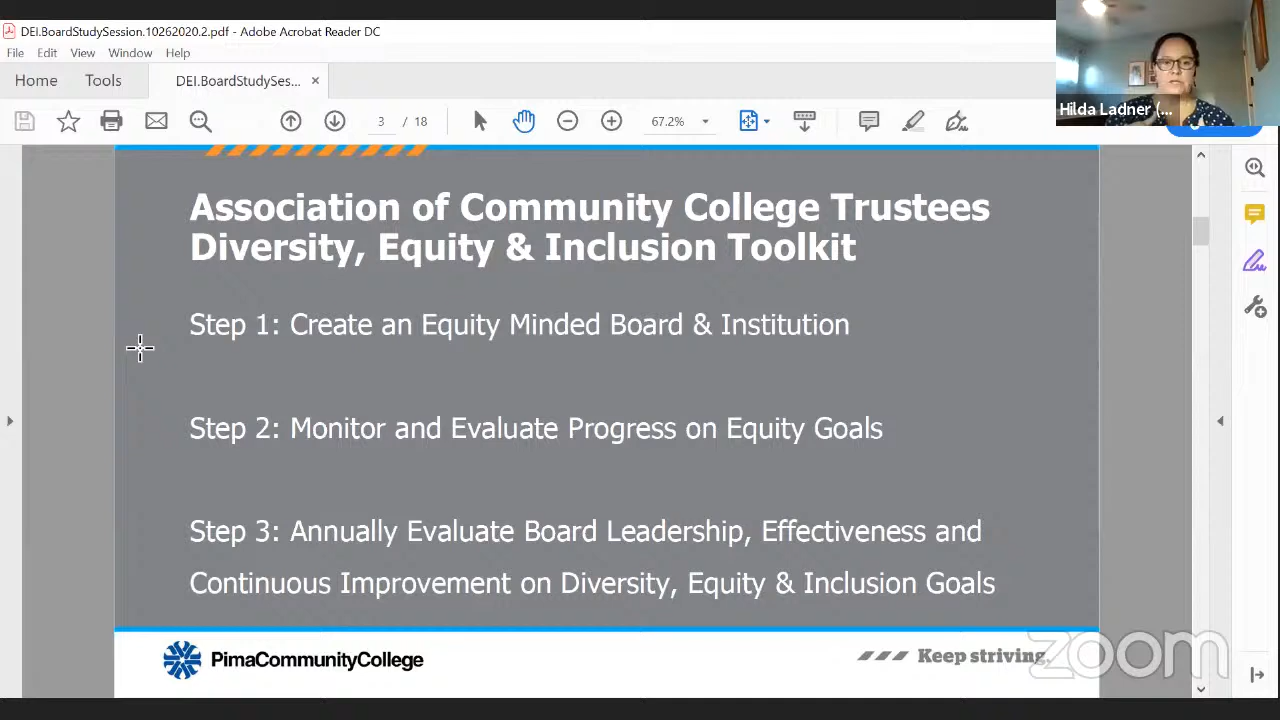 DEI.BoardStudySession.10262020.2.pdf - Adobe Acrobat Reader DC
File Edit View Window Help
Home Tools DEI.BoardStudySes... ×
/ 18 67.2%
Hilda Ladner (...
Association of Community College Trustees
Diversity, Equity & Inclusion Toolkit
Step 1: Create an Equity Minded Board & Institution
Step 2: Monitor and Evaluate Progress on Equity Goals
Step 3: Annually Evaluate Board Leadership, Effectiveness and
Continuous Improvement on Diversity, Equity & Inclusion Goals
PimaCommunityCollege
Keep striving.
zoom